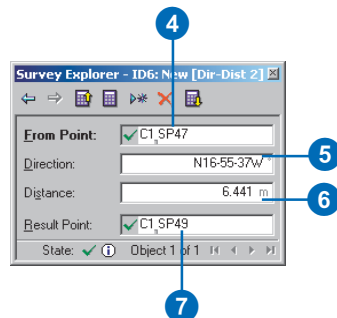 4
Survey Explorer - ID6: New [Dir-Dist 2]
From Point: C1_SP47
Direction: N16-55-37W 5
Distance: 6.441 m 6
Result Point: C1_SP49
State: Object 1 of 1
7